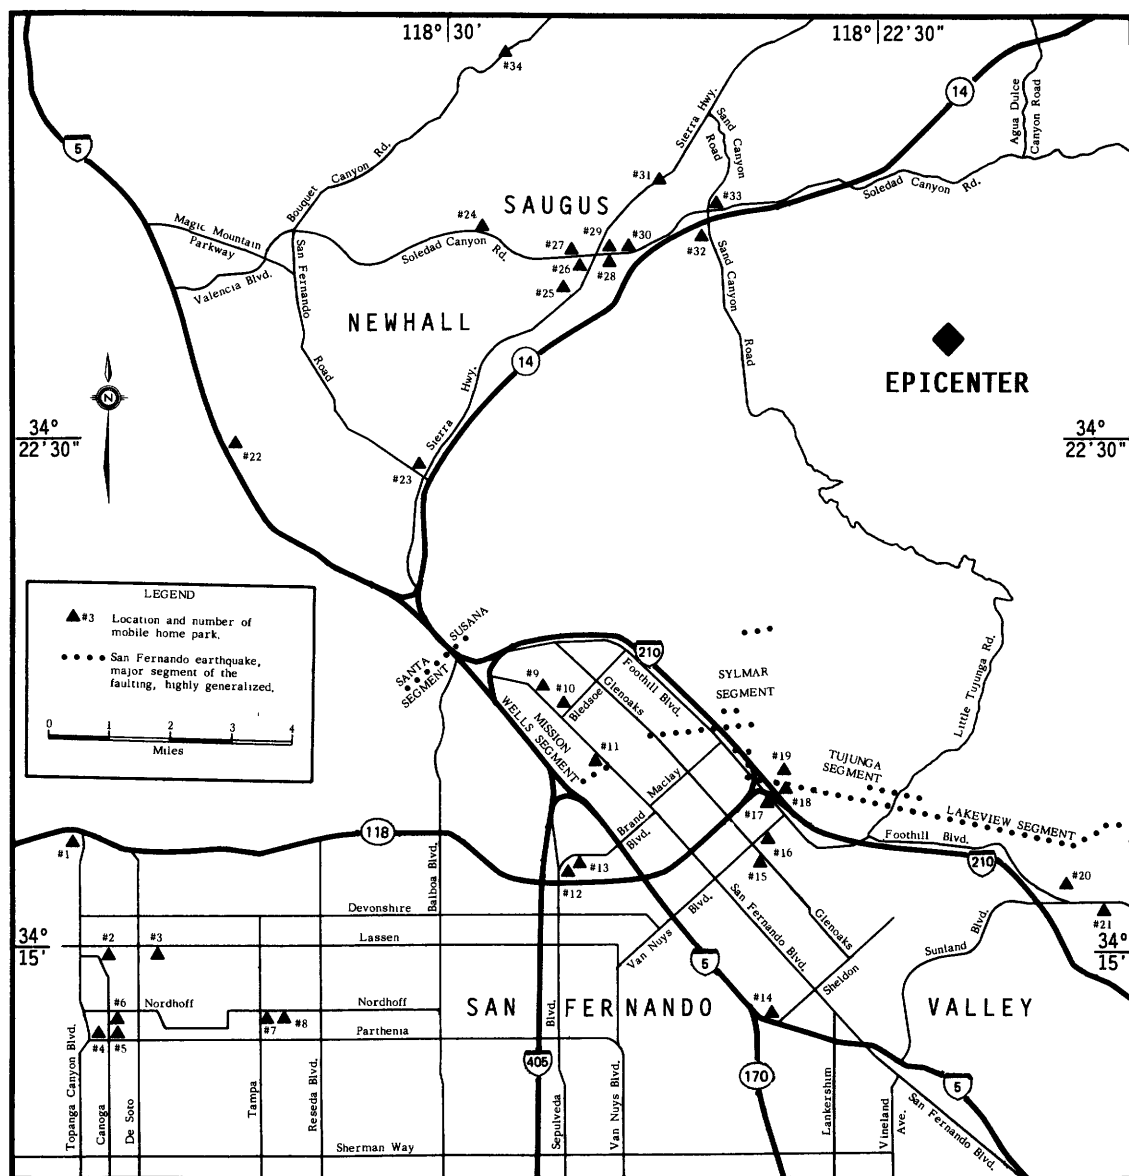 118° 30'
118° 22'30"
#34
14
Agua Dulce
Canyon Road
5
Bouquet Canyon Rd.
Sierra Hwy.
Sand Canyon
Road
Soledad Canyon
Rd.
#31
#33
SAUGUS
#24
Magic Mountain
Parkway
#29
#30
#32
#27
Soledad Canyon
Rd.
#26
#28
Valencia Blvd.
San Fernando
Road
#25
Sand Canyon
Road
NEWHALL
14
EPICENTER
N
Sierra Hwy.
34°
22'30"
34°
22'30"
#22
#23
LEGEND
#3 Location and number of
mobile home park.
San Fernando earthquake,
major segment of the
faulting, highly generalized.
0 1 2 3 4
Miles
SANTA SUSANA
SEGMENT
210
Foothill Blvd.
Glenoaks
Bledsoe
SYLMAR
SEGMENT
Little Tujunga Rd.
#9
#10
MISSION
WELLS SEGMENT
#11
Maclay
#19
TUJUNGA
SEGMENT
#18
#17
LAKEVIEW SEGMENT
118
Brand
Blvd.
Foothill Blvd.
#1
#16
#15
210
#13
#12
#20
Balboa Blvd.
#21
Devonshire
Blvd.
Van Nuys
San Fernando Blvd.
Glenoaks
34°
15'
Lassen
#2
#3
Sunland
Blvd.
34°
15'
5
Sheldon
#6
Nordhoff
Nordhoff
SAN FERNANDO VALLEY
#14
#4
#5
#7
#8
Parthenia
Topanga Canyon Blvd.
Canoga
De Soto
Tampa
Reseda Blvd.
405
Sepulveda
Blvd.
Van Nuys Blvd.
170
Lankershim
Vineland
Ave.
5
San Fernando Blvd.
Sherman Way